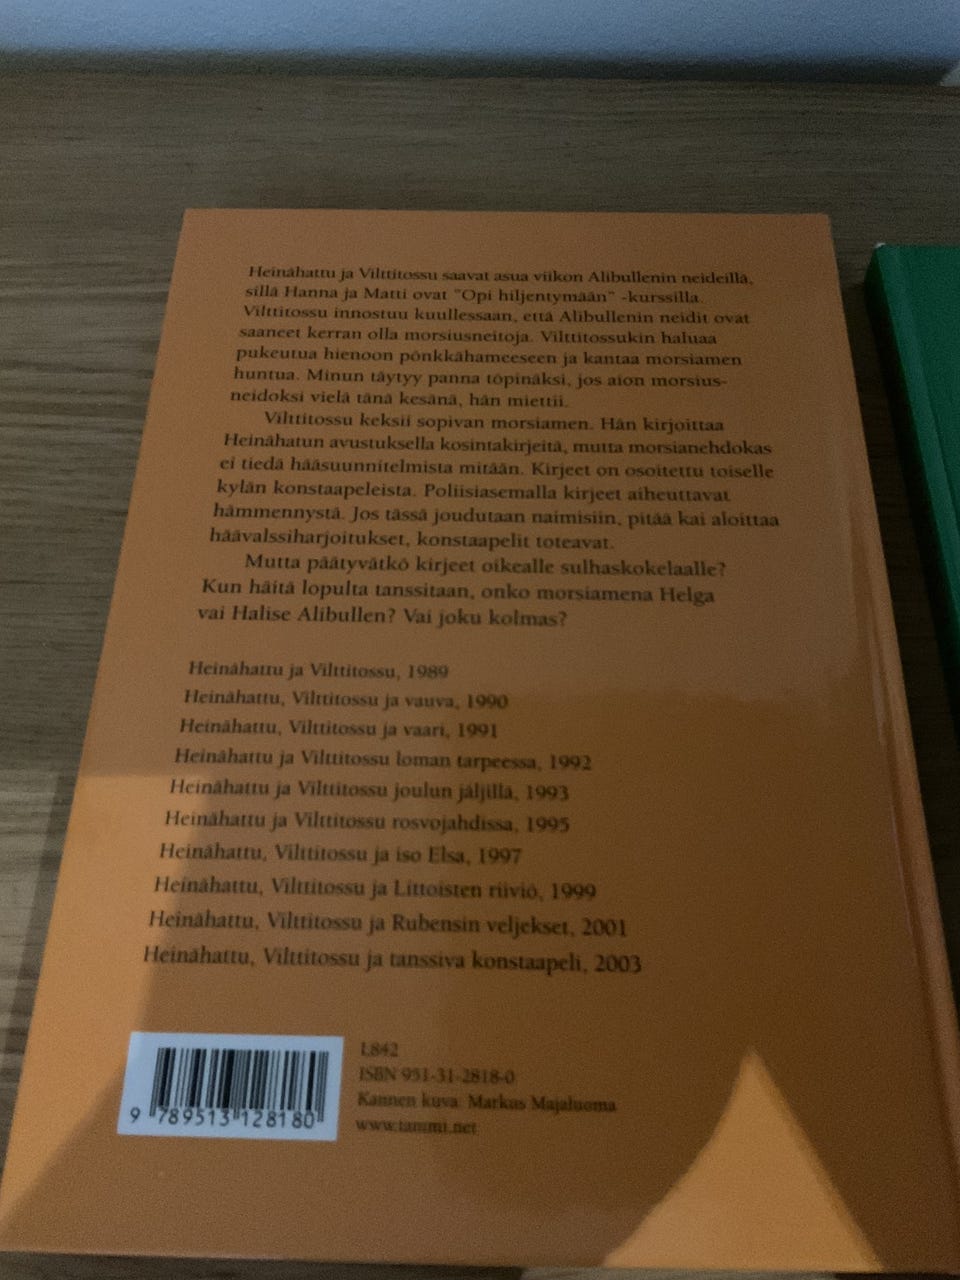 Heinähattu ja Vilttitossu saavat asua viikon Alibullenin neideillä,
sillä Hanna ja Matti ovat "Opi hiljentymään" -kurssilla.
Vilttitossu innostuu kuullessaan, että Alibullenin neidit ovat
saaneet kerran olla morsiusneitoja. Vilttitossukin haluaa
pukeutua hienoon pönkkähameeseen ja kantaa morsiamen
huntua. Minun täytyy panna töpinäksi, jos aion morsius-
neidoksi vielä tänä kesänä, hän miettii.
Vilttitossu keksii sopivan morsiamen. Hän kirjoittaa
Heinähatun avustuksella kosintakirjeitä, mutta morsianehdokas
ei tiedä hääsuunnitelmista mitään. Kirjeet on osoitettu toiselle
kylän konstaapeleista. Poliisiasemalla kirjeet aiheuttavat
hämmennystä. Jos tässä joudutaan naimisiin, pitää kai aloittaa
häävalssiharjoitukset, konstaapelit toteavat.
Mutta päätyvätkö kirjeet oikealle sulhaskokelaalle?
Kun häitä lopulta tanssitaan, onko morsiamena Helga
vai Halise Alibullen? Vai joku kolmas?
Heinähattu ja Vilttitossu, 1989
Heinähattu, Vilttitossu ja vauva, 1990
Heinähattu, Vilttitossu ja vaari, 1991
Heinähattu ja Vilttitossu loman tarpeessa, 1992
Heinähattu ja Vilttitossu joulun jäljillä, 1993
Heinähattu ja Vilttitossu rosvojahdissa, 1995
Heinähattu, Vilttitossu ja iso Elsa, 1997
Heinähattu, Vilttitossu ja Littoisten riiviö, 1999
Heinähattu, Vilttitossu ja Rubensin veljekset, 2001
Heinähattu, Vilttitossu ja tanssiva konstaapeli, 2003
L842
ISBN 951-31-2818-0
Kannen kuva: Markus Majaluoma
www.tammi.net
9 789513 128180